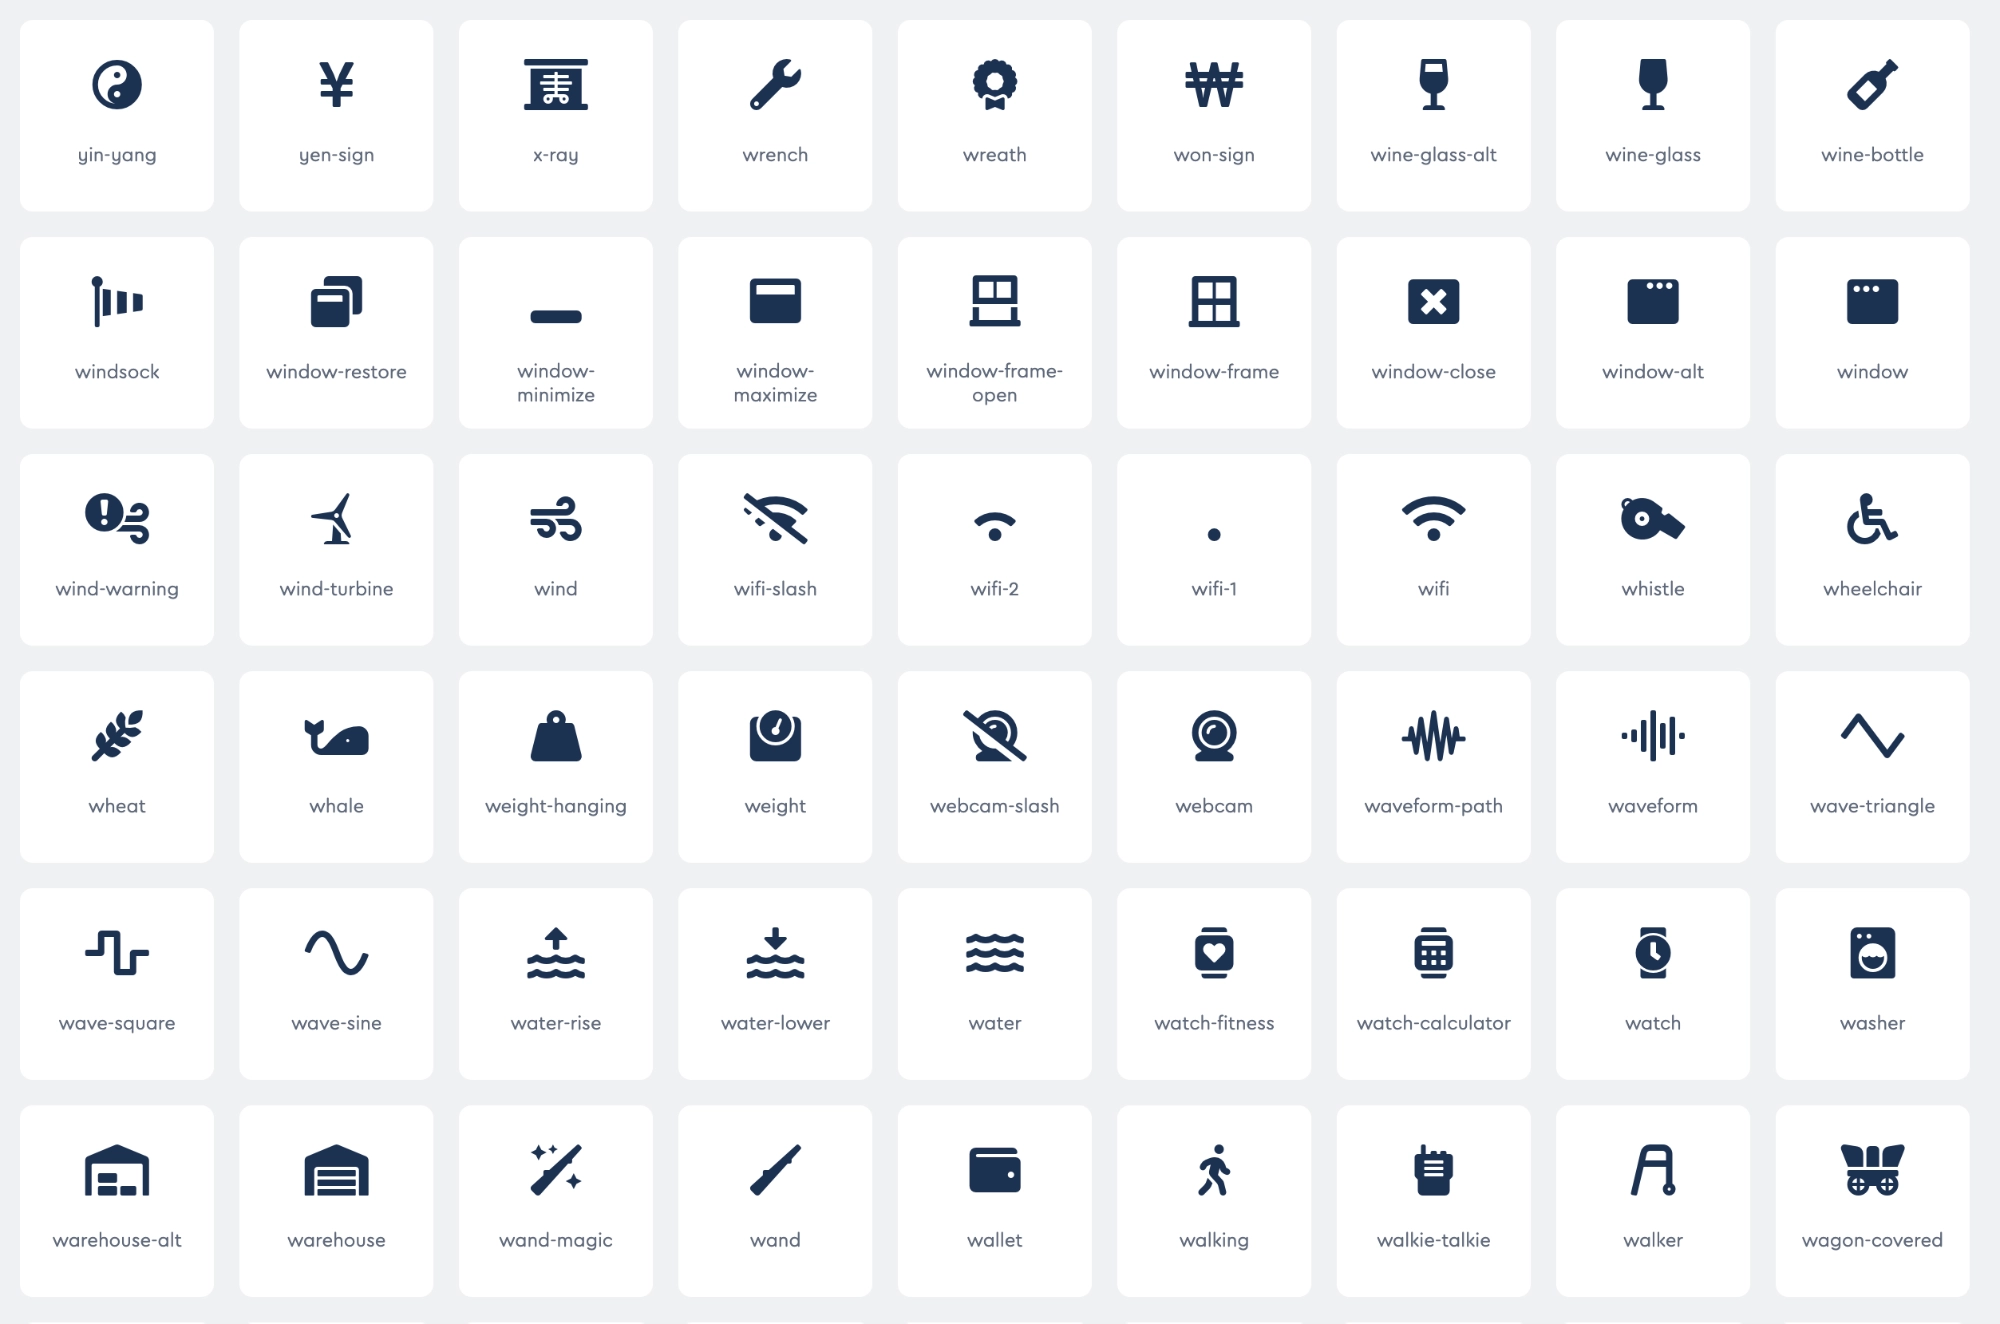 yin-yang
yen-sign
x-ray
wrench
wreath
won-sign
wine-glass-alt
wine-glass
wine-bottle
windsock
window-restore
window-
minimize
window-
maximize
window-frame-
open
window-frame
window-close
window-alt
window
wind-warning
wind-turbine
wind
wifi-slash
wifi-2
wifi-1
wifi
whistle
wheelchair
wheat
whale
weight-hanging
weight
webcam-slash
webcam
waveform-path
waveform
wave-triangle
wave-square
wave-sine
water-rise
water-lower
water
watch-fitness
watch-calculator
watch
washer
warehouse-alt
warehouse
wand-magic
wand
wallet
walking
walkie-talkie
walker
wagon-covered